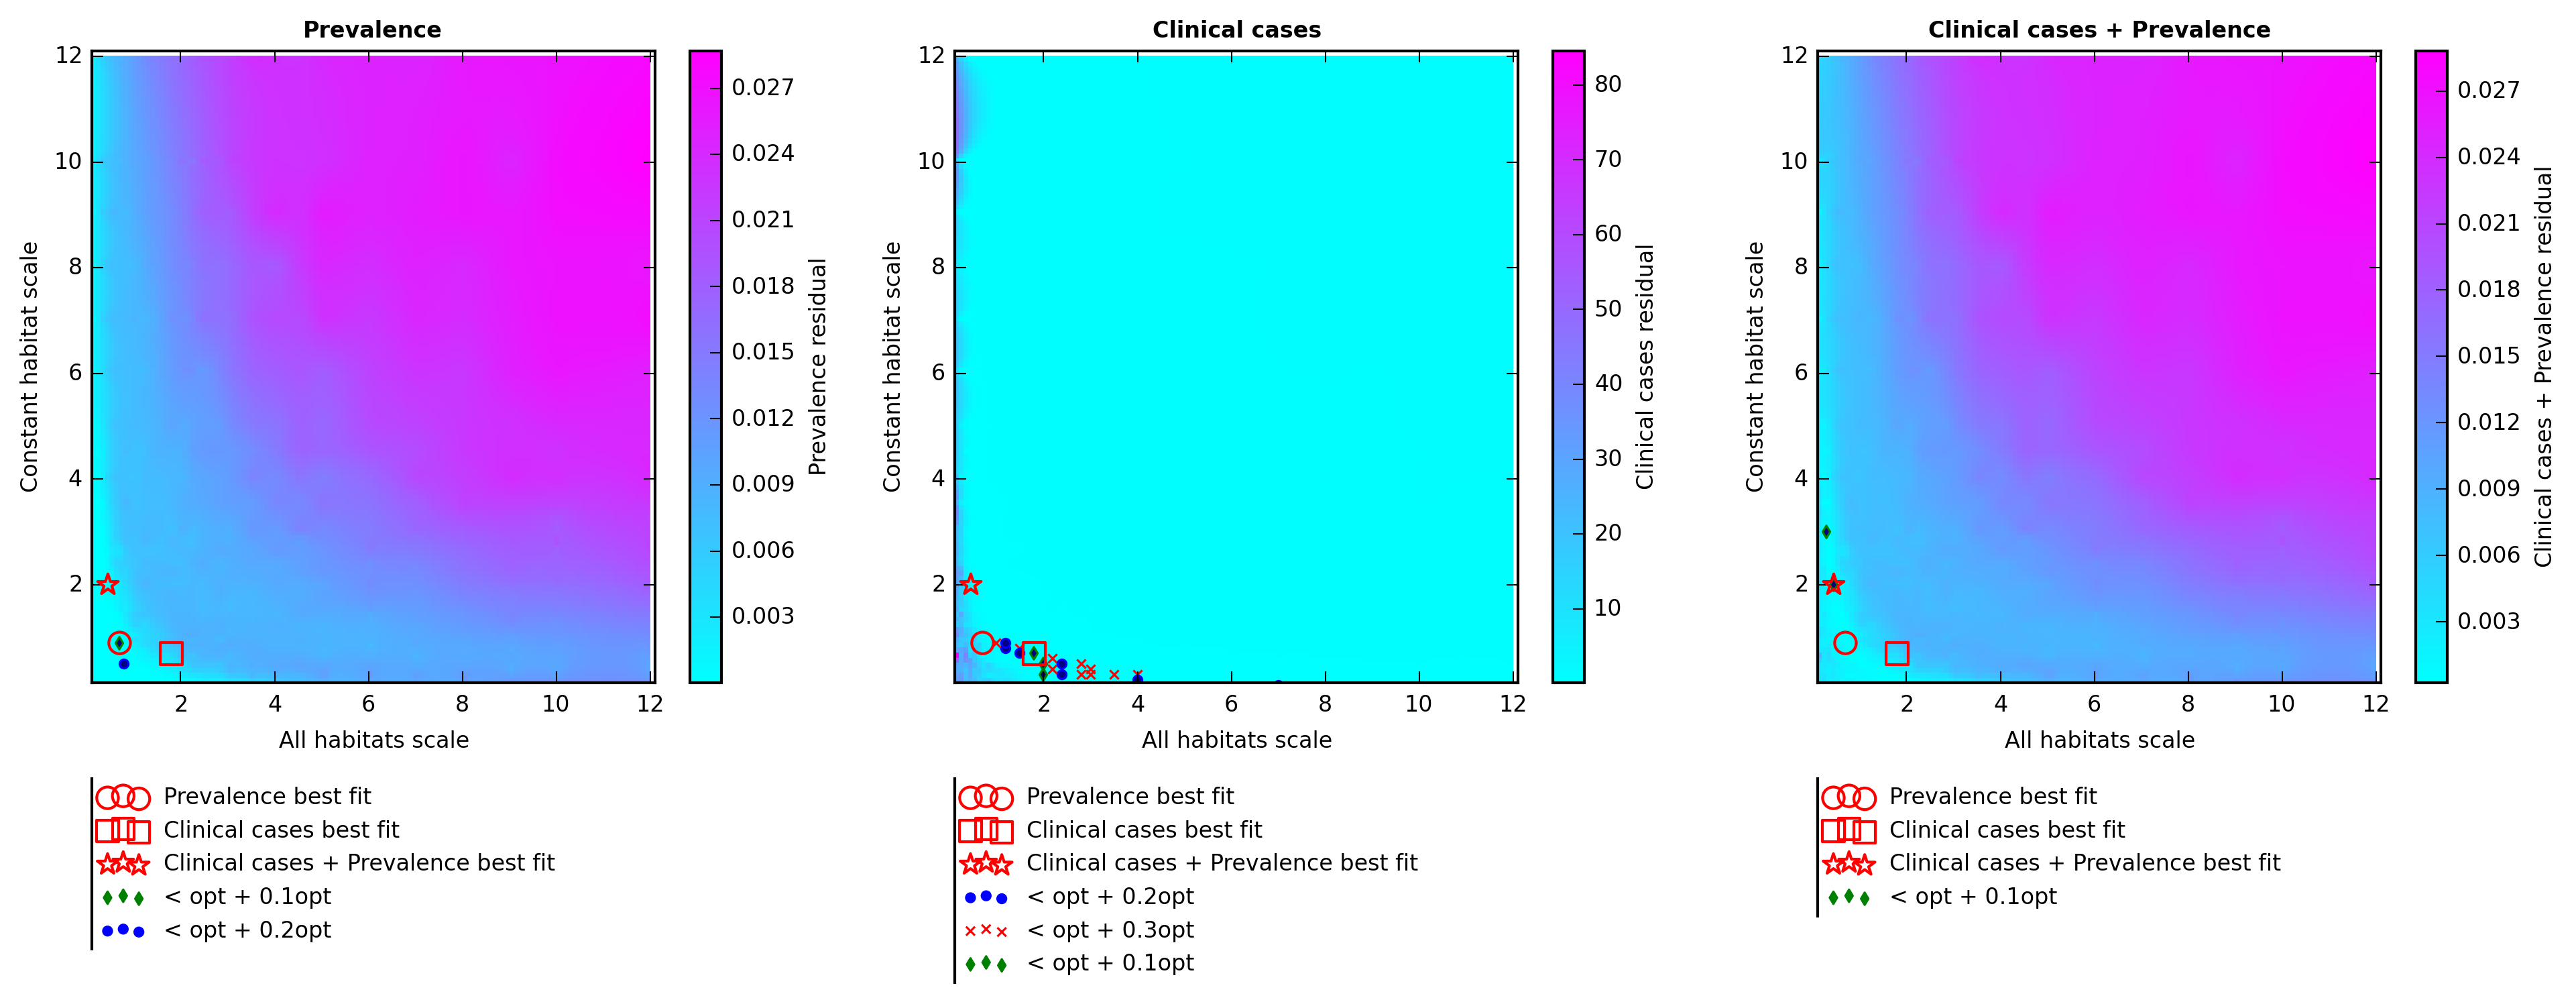 Prevalence
12
10
8
6
4
2
2 4 6 8 10 12
Constant habitat scale
All habitats scale
0.027
0.024
0.021
0.018
0.015
0.012
0.009
0.006
0.003
Prevalence residual
Prevalence best fit
Clinical cases best fit
Clinical cases + Prevalence best fit
< opt + 0.1opt
< opt + 0.2opt
Clinical cases
12
10
8
6
4
2
2 4 6 8 10 12
Constant habitat scale
All habitats scale
80
70
60
50
40
30
20
10
Clinical cases residual
Prevalence best fit
Clinical cases best fit
Clinical cases + Prevalence best fit
< opt + 0.2opt
< opt + 0.3opt
< opt + 0.1opt
Clinical cases + Prevalence
12
10
8
6
4
2
2 4 6 8 10 12
Constant habitat scale
All habitats scale
0.027
0.024
0.021
0.018
0.015
0.012
0.009
0.006
0.003
Clinical cases + Prevalence residual
Prevalence best fit
Clinical cases best fit
Clinical cases + Prevalence best fit
< opt + 0.1opt